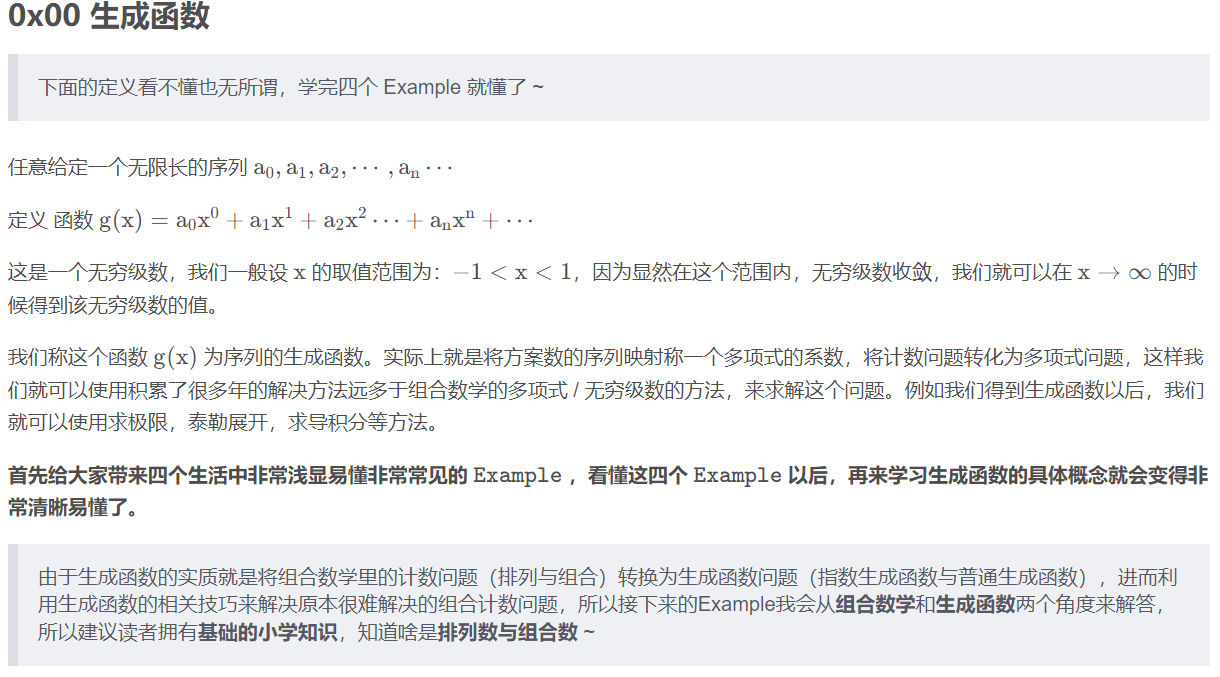 0x00 生成函数
下面的定义看不懂也无所谓，学完四个 Example 就懂了 ~
任意给定一个无限长的序列 a₀, a₁, a₂, ⋯ , aₙ ⋯
定义 函数 g(x) = a₀x⁰ + a₁x¹ + a₂x² ⋯ + aₙxⁿ + ⋯
这是一个无穷级数，我们一般设 x 的取值范围为：−1 < x < 1，因为显然在这个范围内，无穷级数收敛，我们就可以在 x → ∞ 的时
候得到该无穷级数的值。
我们称这个函数 g(x) 为序列的生成函数。实际上就是将方案数的序列映射称一个多项式的系数，将计数问题转化为多项式问题，这样我
们就可以使用积累了很多年的解决方法远多于组合数学的多项式 / 无穷级数的方法，来求解这个问题。例如我们得到生成函数以后，我们
就可以使用求极限，泰勒展开，求导积分等方法。
首先给大家带来四个生活中非常浅显易懂非常常见的 Example ，看懂这四个 Example 以后，再来学习生成函数的具体概念就会变得非
常清晰易懂了。
由于生成函数的实质就是将组合数学里的计数问题（排列与组合）转换为生成函数问题（指数生成函数与普通生成函数），进而利
用生成函数的相关技巧来解决原本很难解决的组合计数问题，所以接下来的Example我会从组合数学和生成函数两个角度来解答，
所以建议读者拥有基础的小学知识，知道啥是排列数与组合数 ~